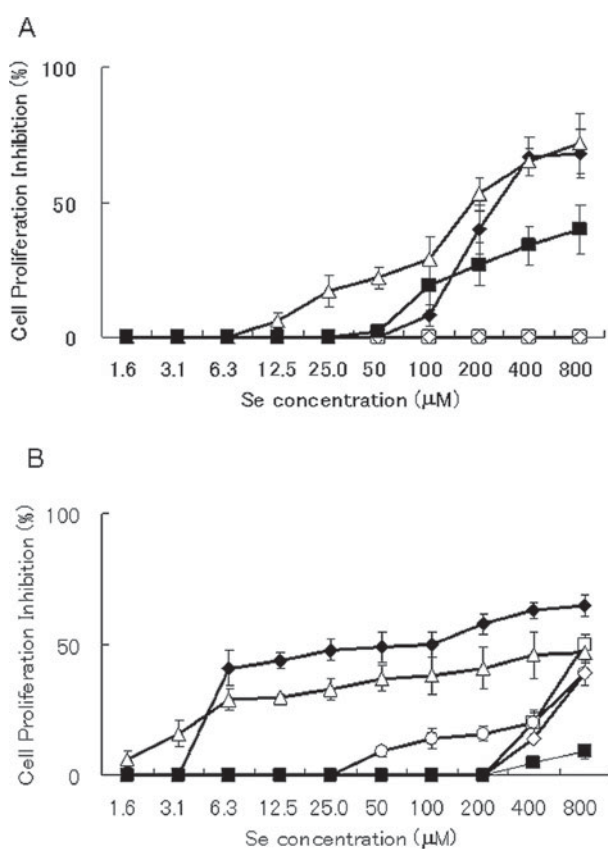 A
Cell Proliferation Inhibition (%)
100
50
0
1.6 3.1 6.3 12.5 25.0 50 100 200 400 800
Se concentration (μM)
B
Cell Proliferation Inhibition (%)
100
50
0
1.6 3.1 6.3 12.5 25.0 50 100 200 400 800
Se concentration (μM)